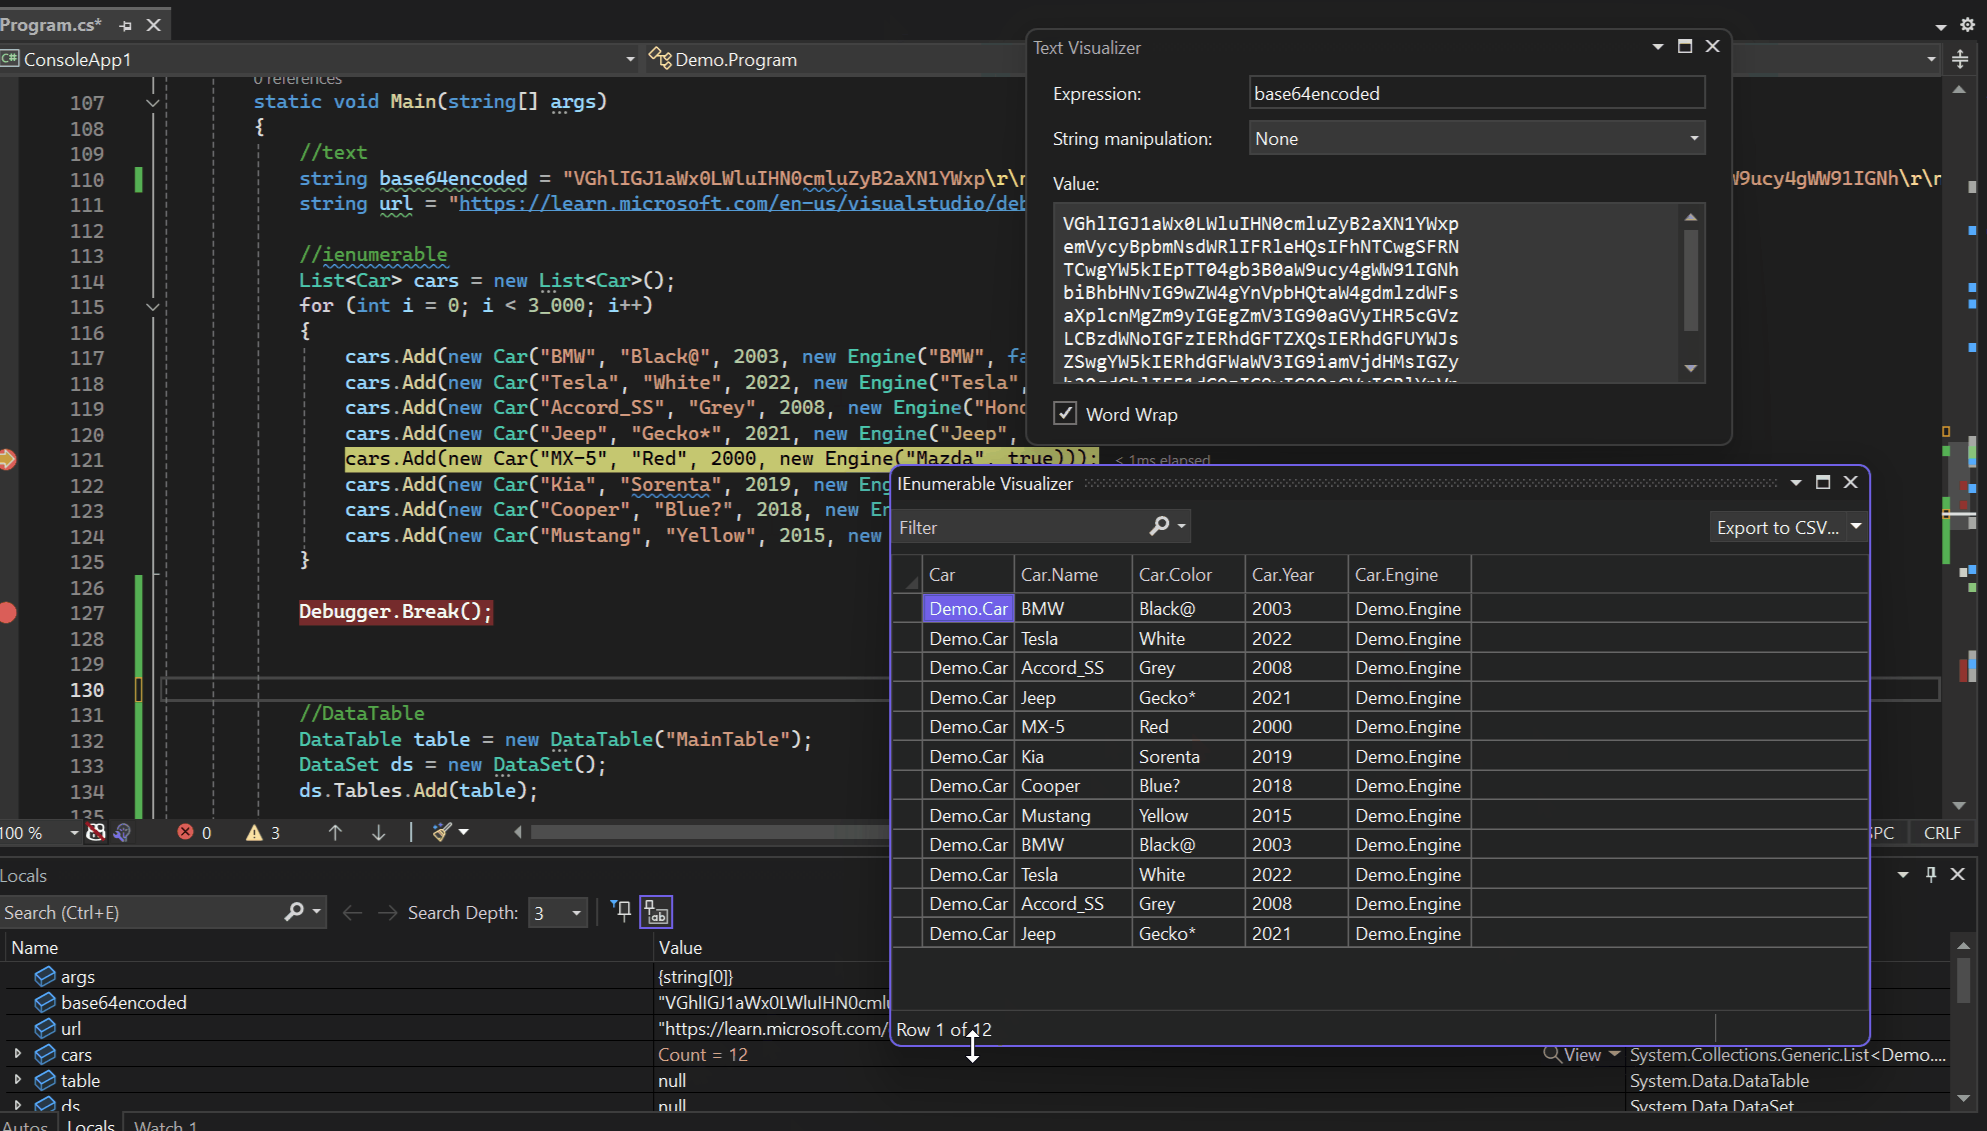 Program.cs*
ConsoleApp1
Demo.Program
0 references
107 static void Main(string[] args)
108 {
109 //text
110 string base64encoded = "VGhlIGJ1aWx0LWluIHN0cmluZyB2aXN1YWxp\r\n
W9ucy4gWW91IGNh\r\n
111 string url = "https://learn.microsoft.com/en-us/visualstudio/deb
112
113 //ienumerable
114 List<Car> cars = new List<Car>();
115 for (int i = 0; i < 3_000; i++)
116 {
117 cars.Add(new Car("BMW", "Black@", 2003, new Engine("BMW", fa
118 cars.Add(new Car("Tesla", "White", 2022, new Engine("Tesla",
119 cars.Add(new Car("Accord_SS", "Grey", 2008, new Engine("Hond
120 cars.Add(new Car("Jeep", "Gecko*", 2021, new Engine("Jeep",
121 cars.Add(new Car("MX-5", "Red", 2000, new Engine("Mazda", true))); ≤ 1ms elapsed
122 cars.Add(new Car("Kia", "Sorenta", 2019, new Eng
123 cars.Add(new Car("Cooper", "Blue?", 2018, new En
124 cars.Add(new Car("Mustang", "Yellow", 2015, new
125 }
126
127 Debugger.Break();
128
129
130
131 //DataTable
132 DataTable table = new DataTable("MainTable");
133 DataSet ds = new DataSet();
134 ds.Tables.Add(table);
135
Text Visualizer
Expression: base64encoded
String manipulation: None
Value:
VGhlIGJ1aWx0LWluIHN0cmluZyB2aXN1YWxp
emVycyBpbmNsdWRlIFRleHQsIFhNTCwgSFRN
TCwgYW5kIEpTT04gb3B0aW9ucy4gWW91IGNh
biBhbHNvIG9wZW4gYnVpbHQtaW4gdmlzdWFs
aXplcnMgZm9yIGEgZmV3IG90aGVyIHR5cGVz
LCBzdWNoIGFzIERhdGFTZXQsIERhdGFUYWJs
ZSwgYW5kIERhdGFWaWV3IG9iamVjdHMsIGZy
Word Wrap
IEnumerable Visualizer
Filter
Export to CSV...
Car Car.Name Car.Color Car.Year Car.Engine
Demo.Car BMW Black@ 2003 Demo.Engine
Demo.Car Tesla White 2022 Demo.Engine
Demo.Car Accord_SS Grey 2008 Demo.Engine
Demo.Car Jeep Gecko* 2021 Demo.Engine
Demo.Car MX-5 Red 2000 Demo.Engine
Demo.Car Kia Sorenta 2019 Demo.Engine
Demo.Car Cooper Blue? 2018 Demo.Engine
Demo.Car Mustang Yellow 2015 Demo.Engine
Demo.Car BMW Black@ 2003 Demo.Engine
Demo.Car Tesla White 2022 Demo.Engine
Demo.Car Accord_SS Grey 2008 Demo.Engine
Demo.Car Jeep Gecko* 2021 Demo.Engine
Row 1 of 12
100 % 0 3
SPC CRLF
Locals
Search (Ctrl+E) Search Depth: 3
Name Value
args {string[0]}
base64encoded "VGhlIGJ1aWx0LWluIHN0cmlu
url "https://learn.microsoft.com/
cars Count = 12 View System.Collections.Generic.List<Demo....
table null System.Data.DataTable
ds null System.Data.DataSet
Autos Locals Watch 1